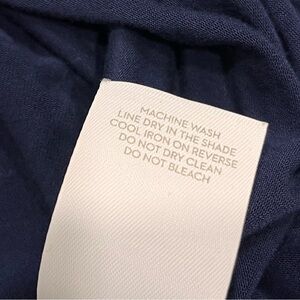 MACHINE WASH
LINE DRY IN THE SHADE
COOL IRON ON REVERSE
DO NOT DRY CLEAN
DO NOT BLEACH